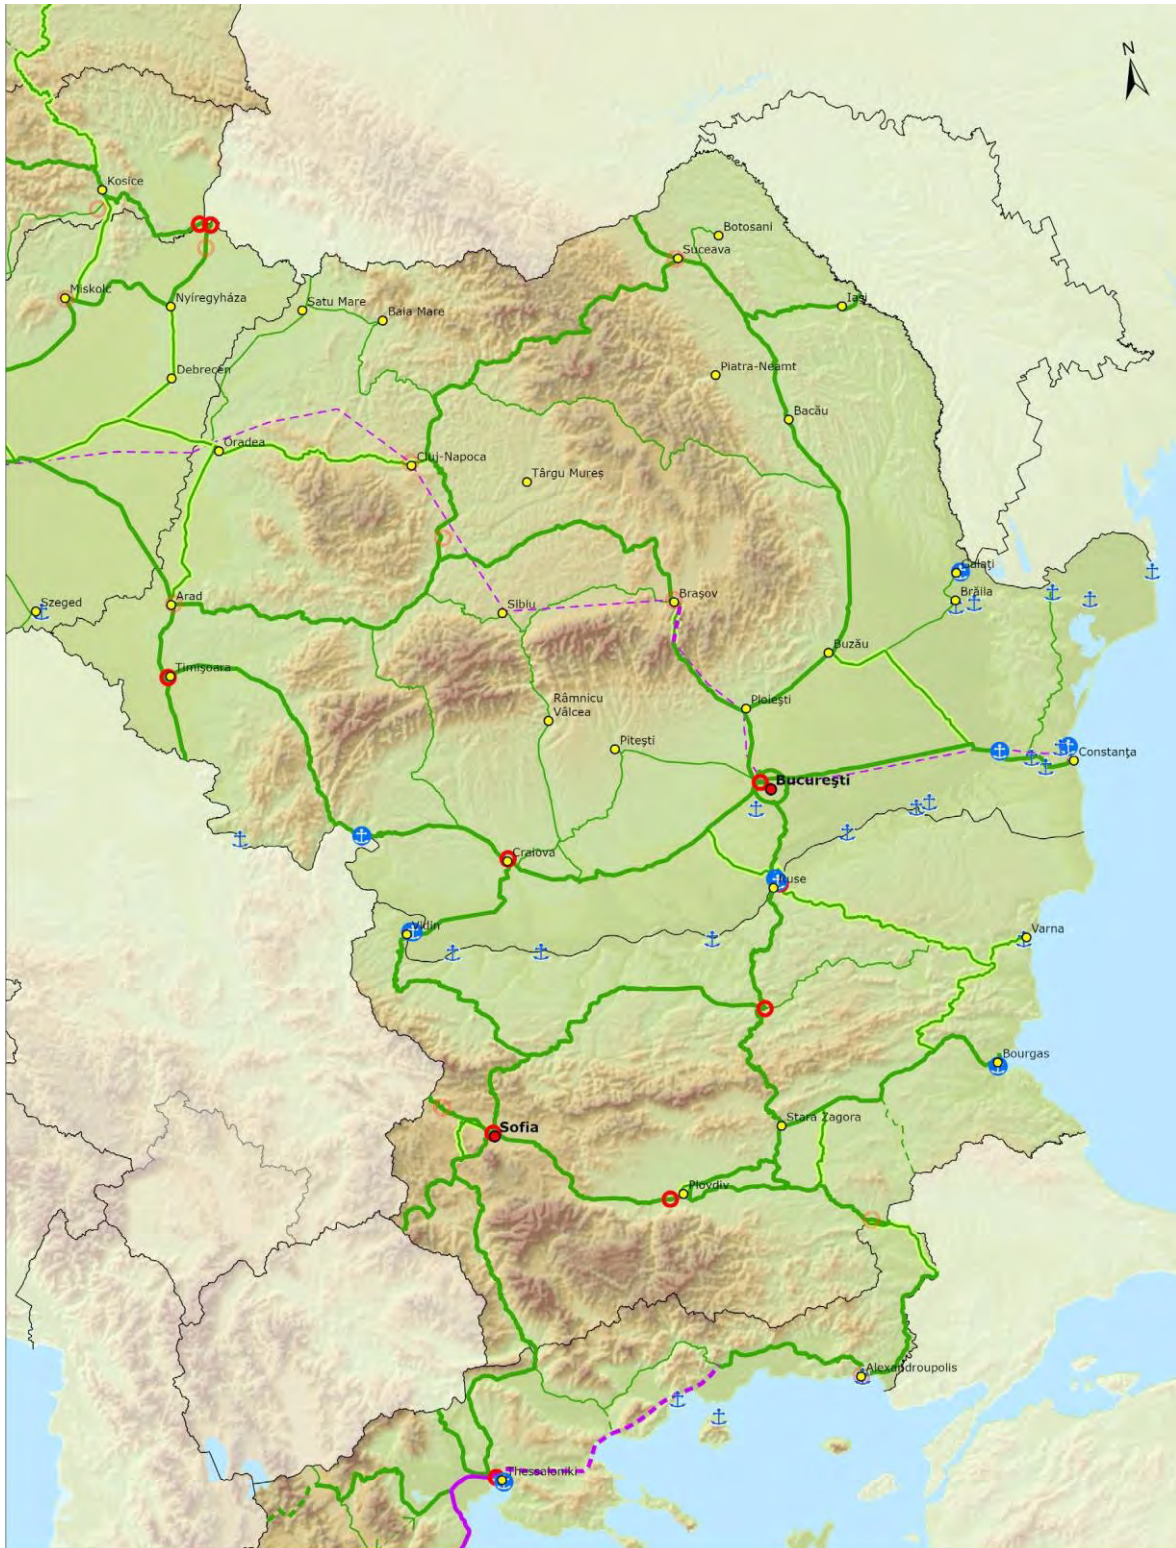 N
Kosice
Botosani
Suceava
Miskolc
Nyíregyháza
Satu Mare
Baia Mare
Iaşi
Debrecen
Piatra-Neamt
Bacău
Oradea
Cluj-Napoca
Târgu Mureş
Galaţi
Brăila
Szeged
Arad
Sibiu
Braşov
Timişoara
Buzău
Râmnicu
Vâlcea
Ploieşti
Piteşti
Constanţa
Bucureşti
Craiova
Ruse
Vidin
Varna
Bourgas
Stara Zagora
Sofia
Plovdiv
Alexandroupolis
Thessaloniki